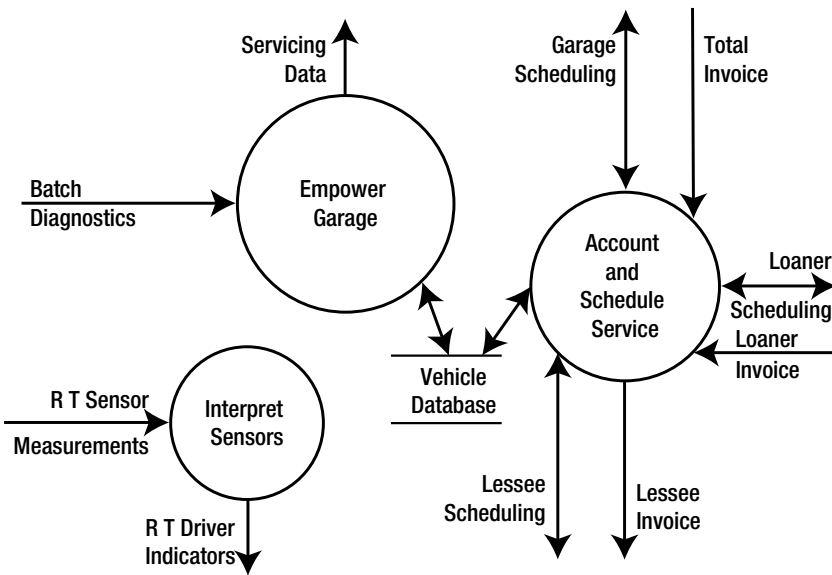 Servicing
Data
Garage
Scheduling
Total
Invoice
Batch
Diagnostics
Empower
Garage
Account
and
Schedule
Service
Loaner
Scheduling
Loaner
Invoice
Vehicle
Database
R T Sensor
Measurements
Interpret
Sensors
Lessee
Scheduling
Lessee
Invoice
R T Driver
Indicators